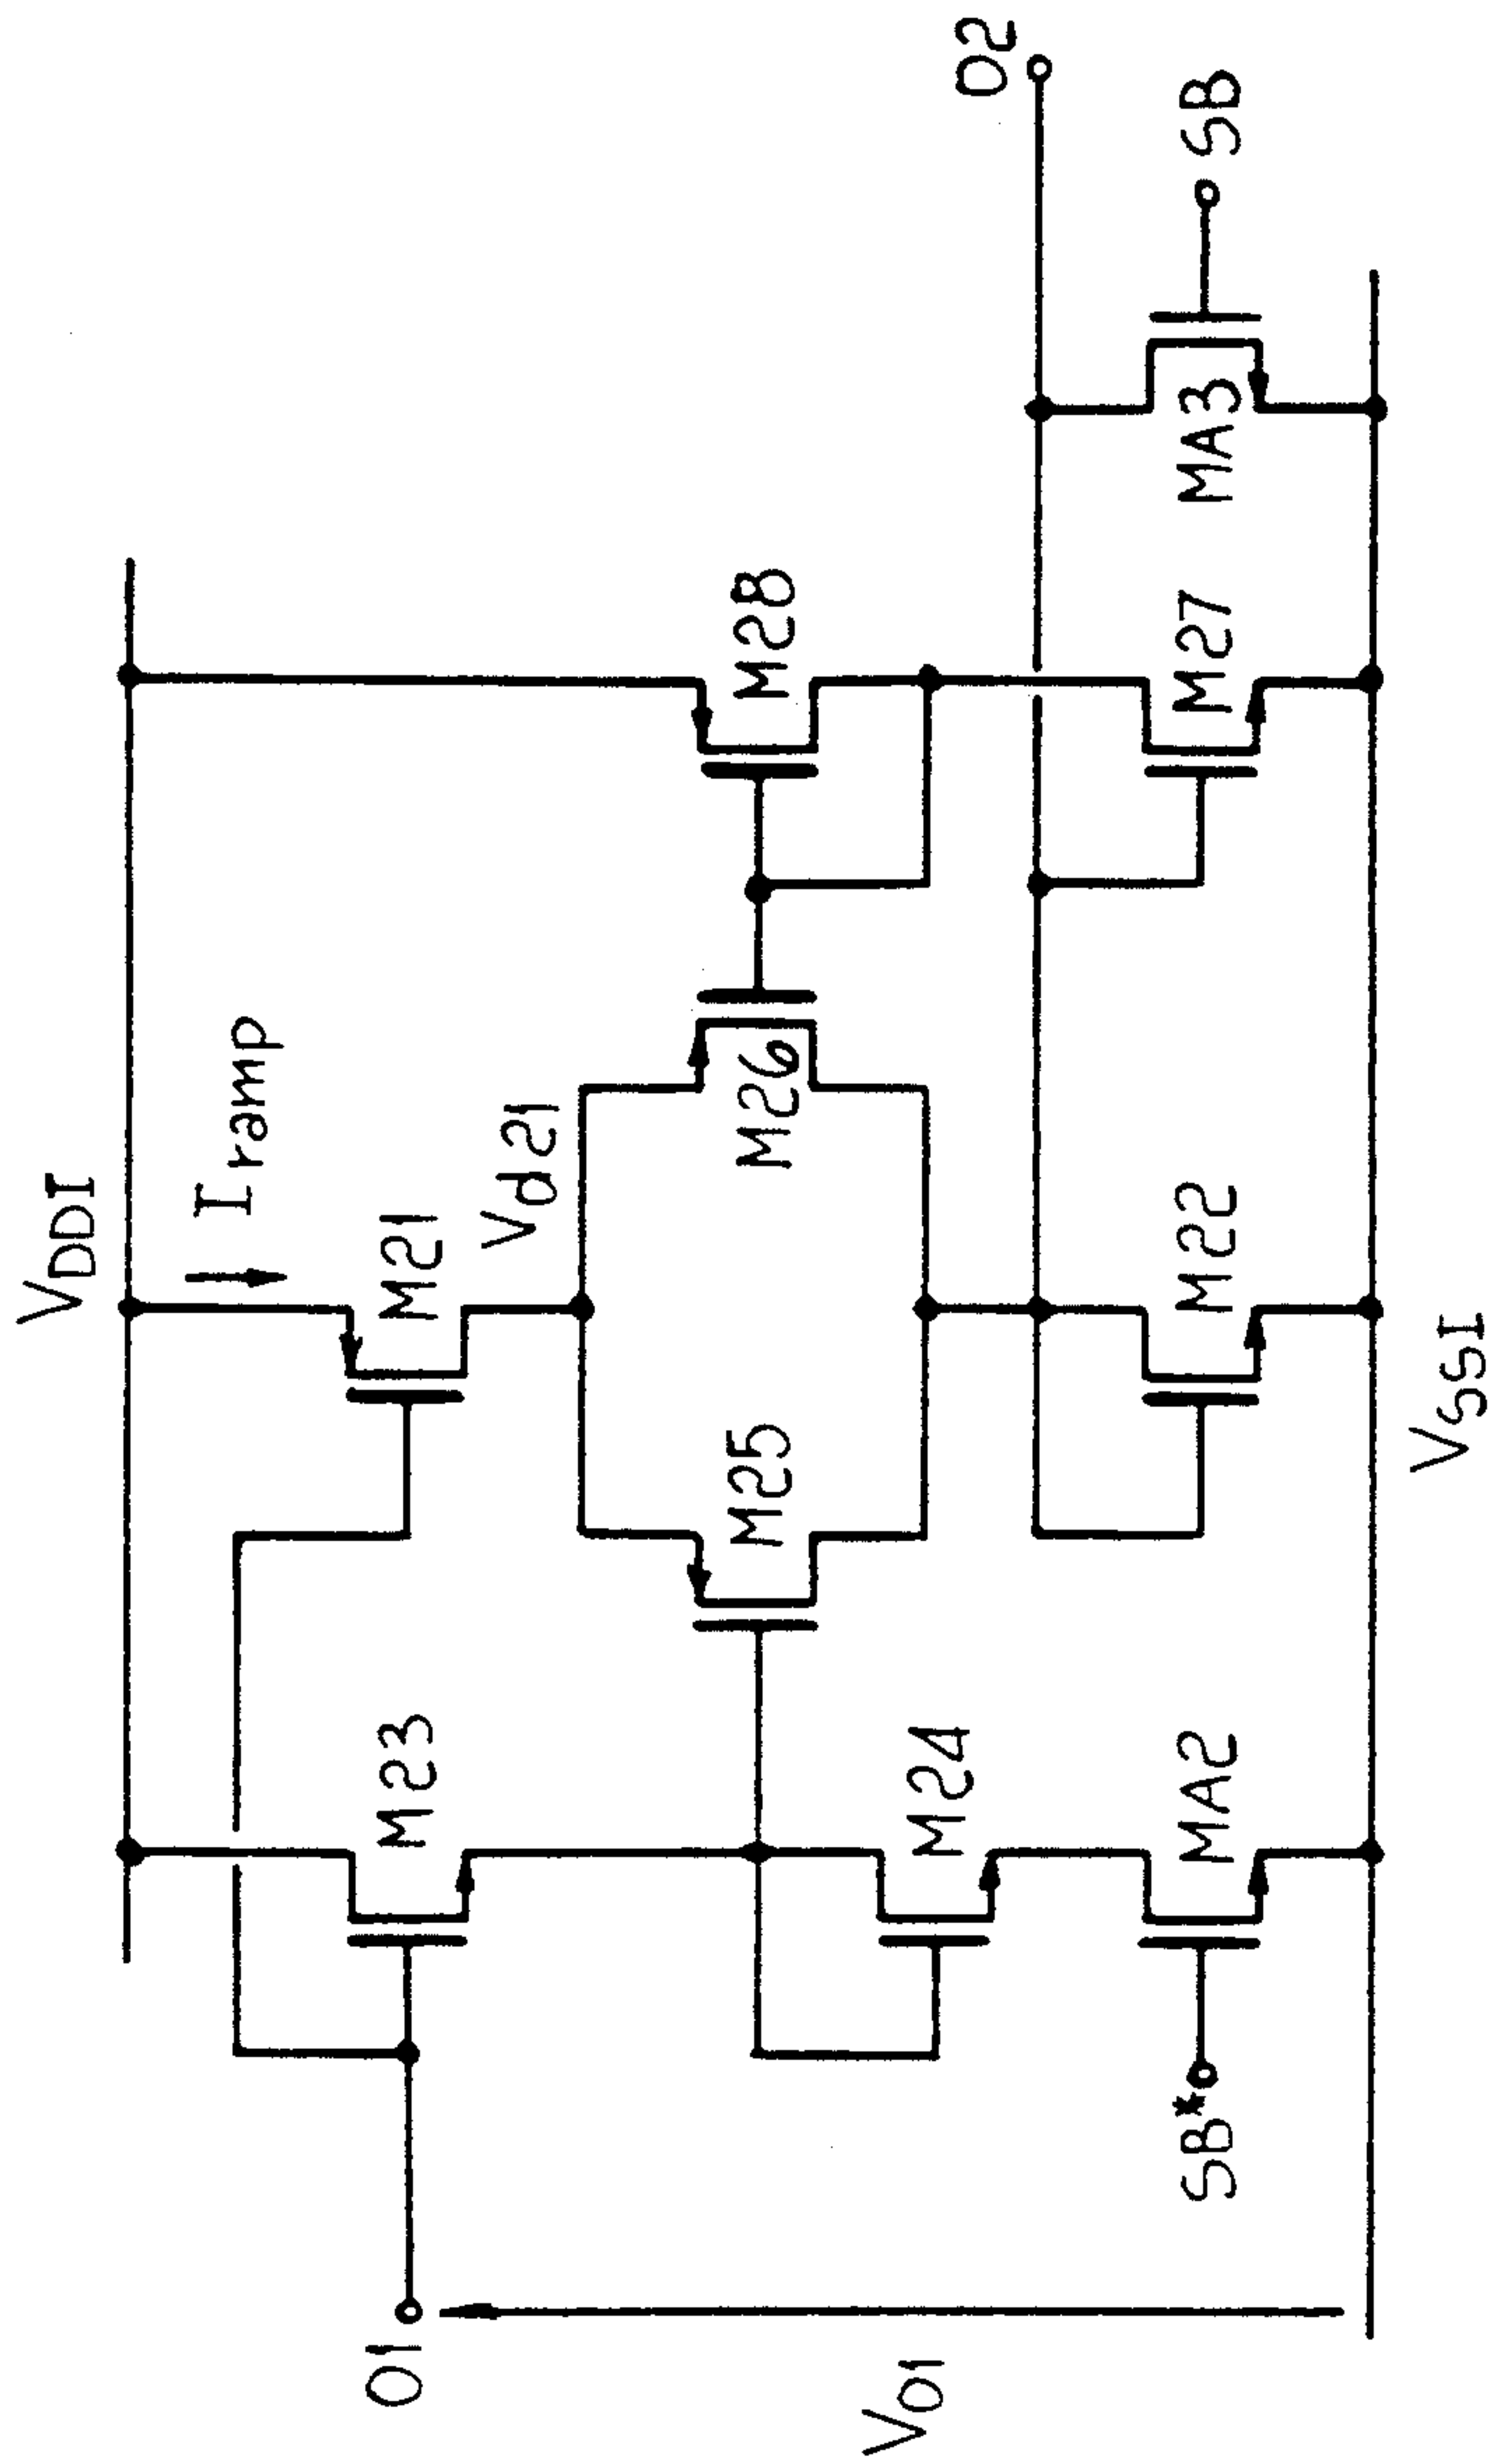 VDDI
Iramp
M23
M21
O1
Vd21
M25
M26
M28
VO1
M24
O2
SB*
MA2
M22
M27
MA3
SB
VSSI